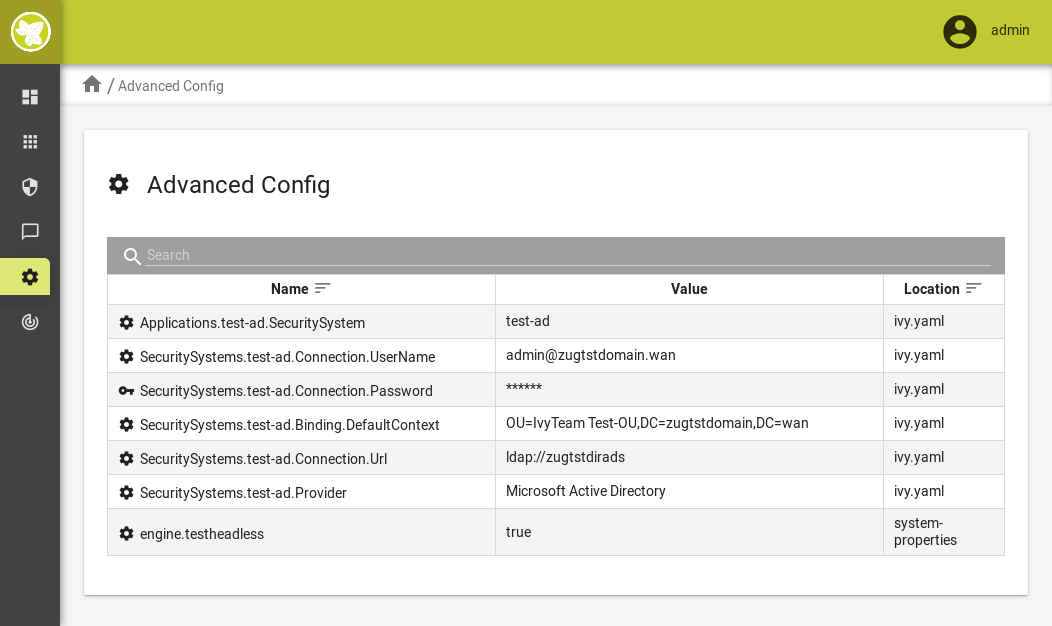 admin
/ Advanced Config
Advanced Config
Search
Name Value Location
Applications.test-ad.SecuritySystem test-ad ivy.yaml
SecuritySystems.test-ad.Connection.UserName admin@zugtstdomain.wan ivy.yaml
SecuritySystems.test-ad.Connection.Password ****** ivy.yaml
SecuritySystems.test-ad.Binding.DefaultContext OU=IvyTeam Test-OU,DC=zugtstdomain,DC=wan ivy.yaml
SecuritySystems.test-ad.Connection.Url ldap://zugtstdirads ivy.yaml
SecuritySystems.test-ad.Provider Microsoft Active Directory ivy.yaml
engine.testheadless true system-
properties